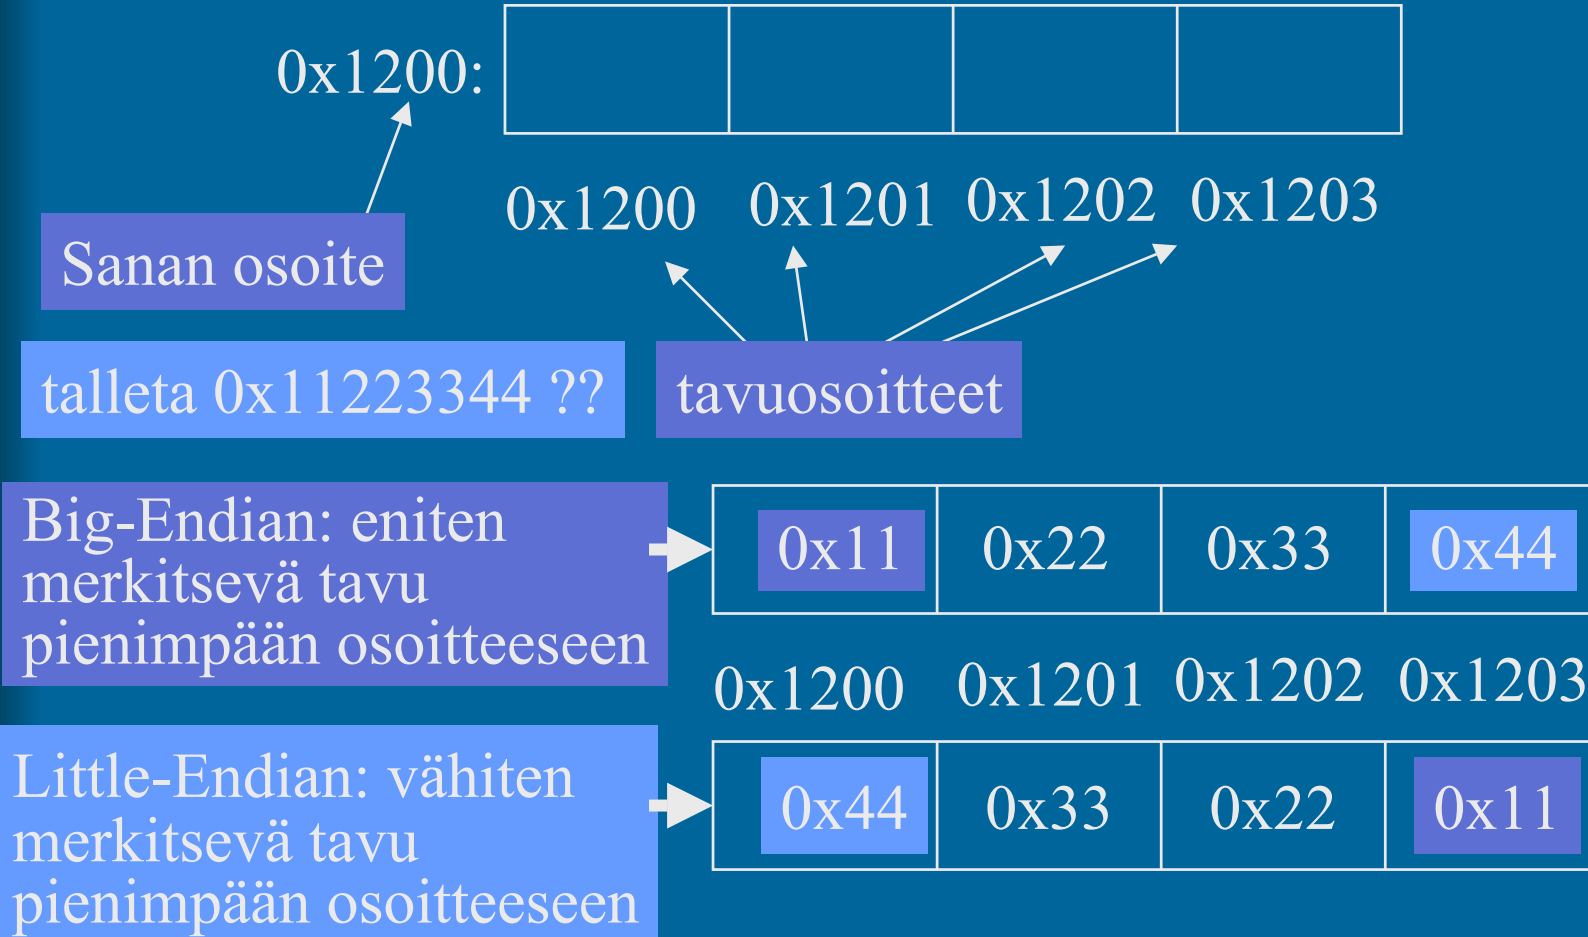 0x1200:
0x1200 0x1201 0x1202 0x1203
Sanan osoite
talleta 0x11223344 ??
tavuosoitteet
Big-Endian: eniten
merkitsevä tavu
pienimpään osoitteeseen
0x11 0x22 0x33 0x44
0x1200 0x1201 0x1202 0x1203
Little-Endian: vähiten
merkitsevä tavu
pienimpään osoitteeseen
0x44 0x33 0x22 0x11